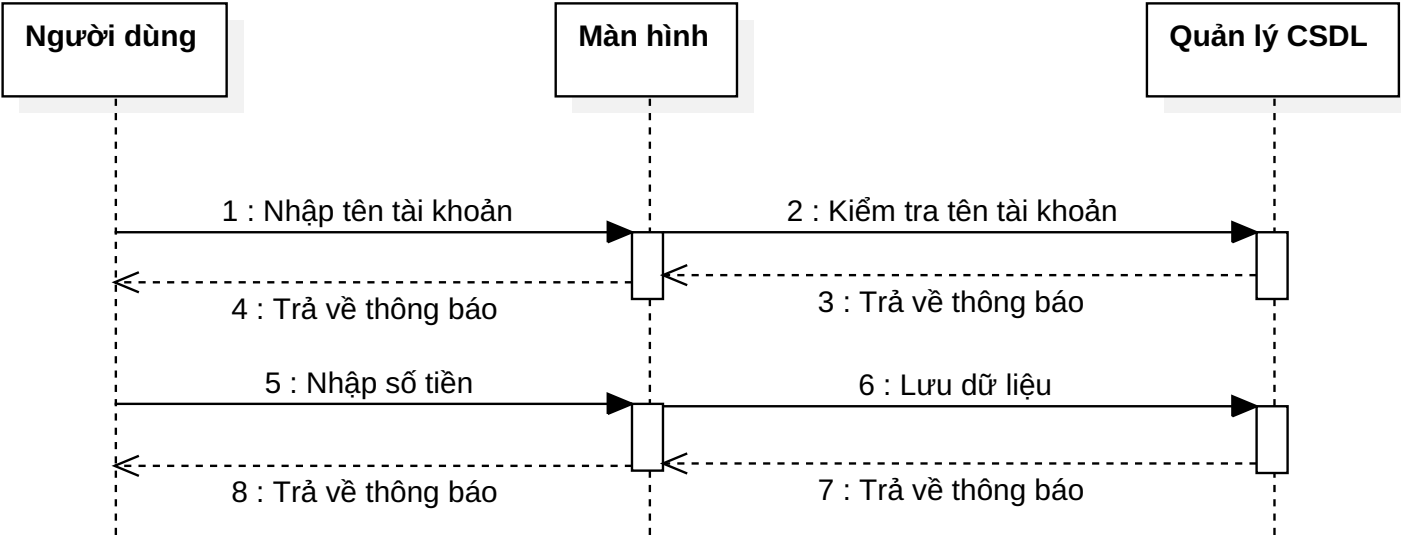 Người dùng
Màn hình
Quản lý CSDL
1 : Nhập tên tài khoản
2 : Kiểm tra tên tài khoản
3 : Trả về thông báo
4 : Trả về thông báo
5 : Nhập số tiền
6 : Lưu dữ liệu
7 : Trả về thông báo
8 : Trả về thông báo